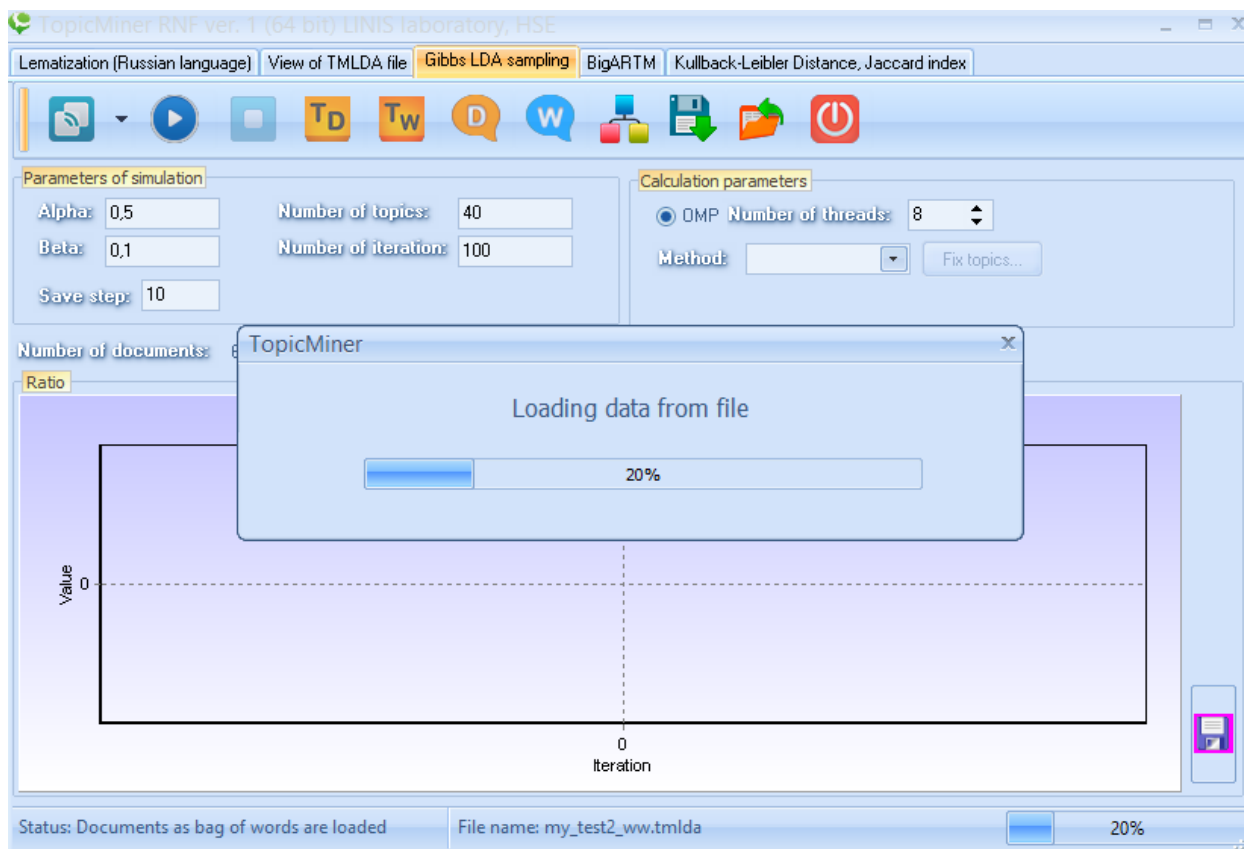 TopicMiner RNF ver. 1 (64 bit) LINIS laboratory, HSE
Lematization (Russian language) View of TMLDA file Gibbs LDA sampling BigARTM Kullback-Leibler Distance, Jaccard index
TD TW D W
Parameters of simulation
Alpha: 0,5 Number of topics: 40
Beta: 0,1 Number of iteration: 100
Save step: 10
Calculation parameters
OMP Number of threads: 8
Method: Fix topics...
Number of documents:
TopicMiner
Loading data from file
20%
Ratio
Value
0
0
Iteration
Status: Documents as bag of words are loaded File name: my_test2_ww.tmlda 20%